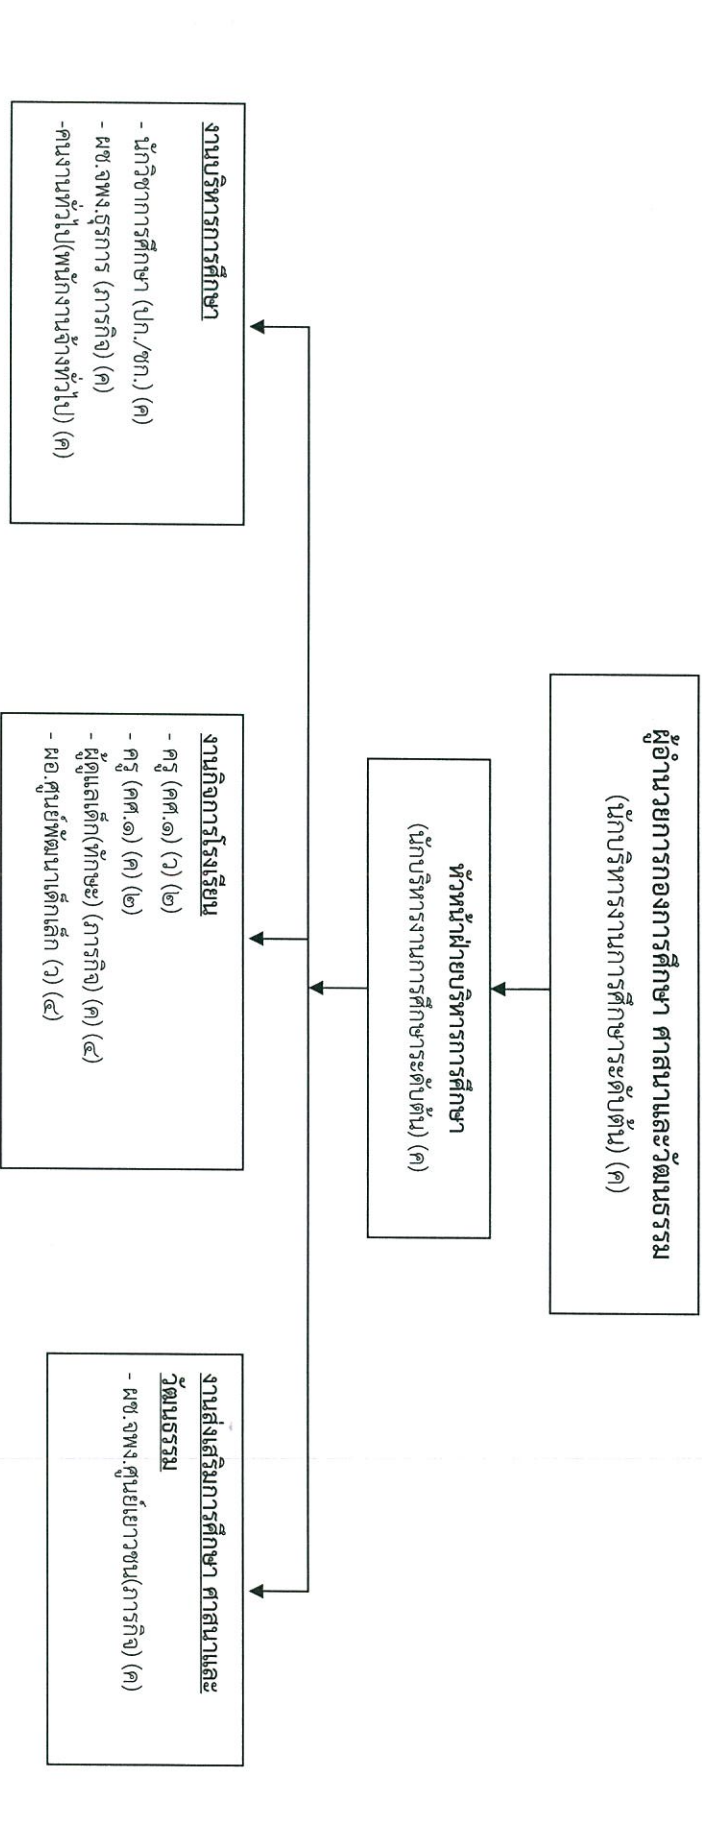 ผู้อำนวยการกองการศึกษา ศาสนาและวัฒนธรรม
(นักบริหารงานการศึกษาระดับต้น) (ค)
หัวหน้าฝ่ายบริหารการศึกษา
(นักบริหารงานการศึกษาระดับต้น) (ค)
งานบริหารการศึกษา
- นักวิชาการศึกษา (ปก./ชก.) (ค)
- ผช.จพง.ธุรการ (ภารกิจ) (ค)
-คนงานทั่วไป(พนักงานจ้างทั่วไป) (ค)
งานกิจการโรงเรียน
- ครู (คศ.๑) (ว) (๒)
- ครู (คศ.๑) (ค) (๒)
- ผู้ดูแลเด็ก(ทักษะ) (ภารกิจ) (ค) (๔)
- ผอ.ศูนย์พัฒนาเด็กเล็ก (ว) (๔)
งานส่งเสริมการศึกษา ศาสนาและ
วัฒนธรรม
- ผช.จพง.ศูนย์เยาวชน(ภารกิจ) (ค)